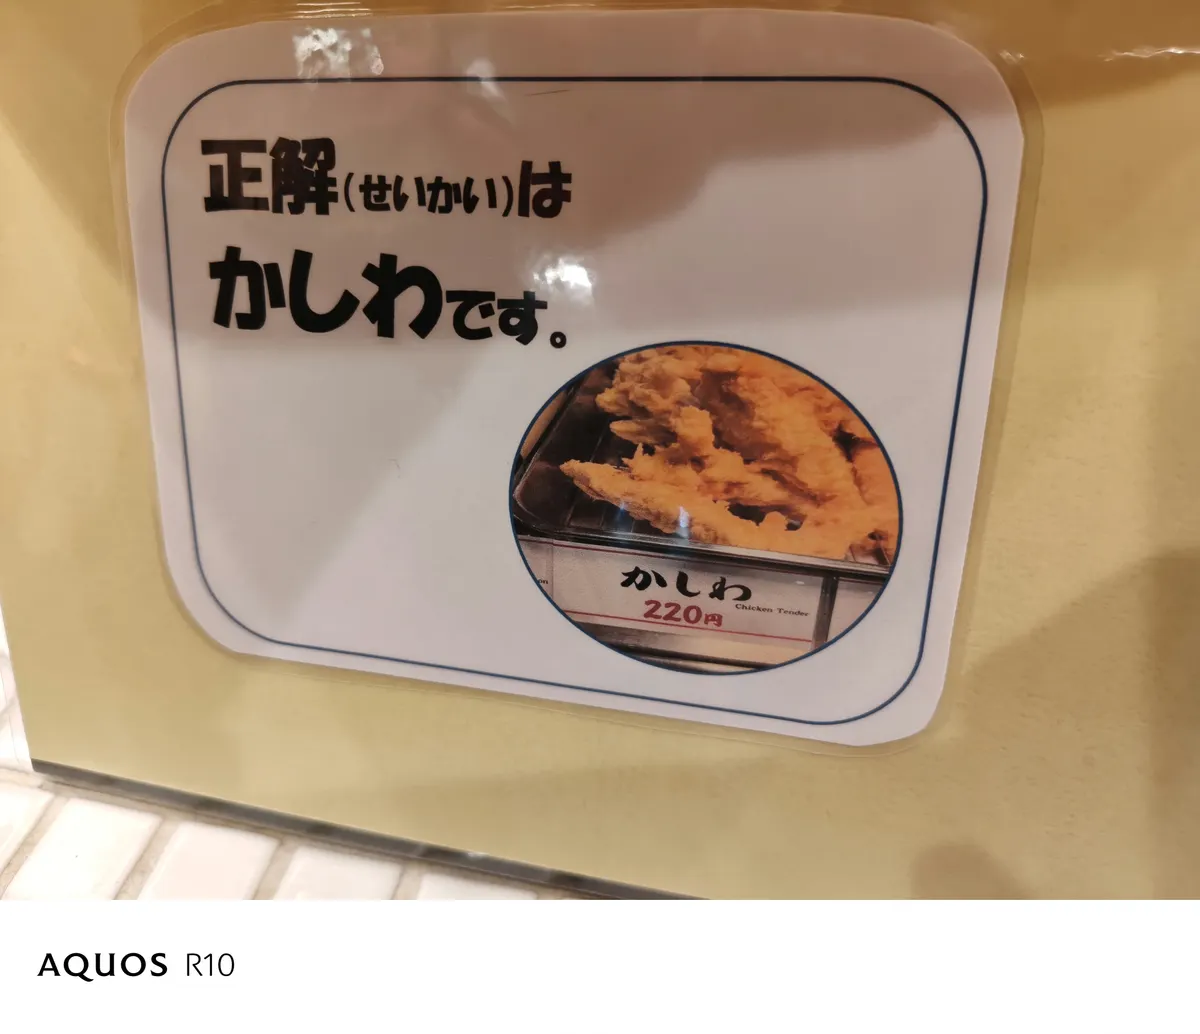 正解(せいかい)は
かしわです。
かしわ
Chicken Tender
220円
AQUOS R10